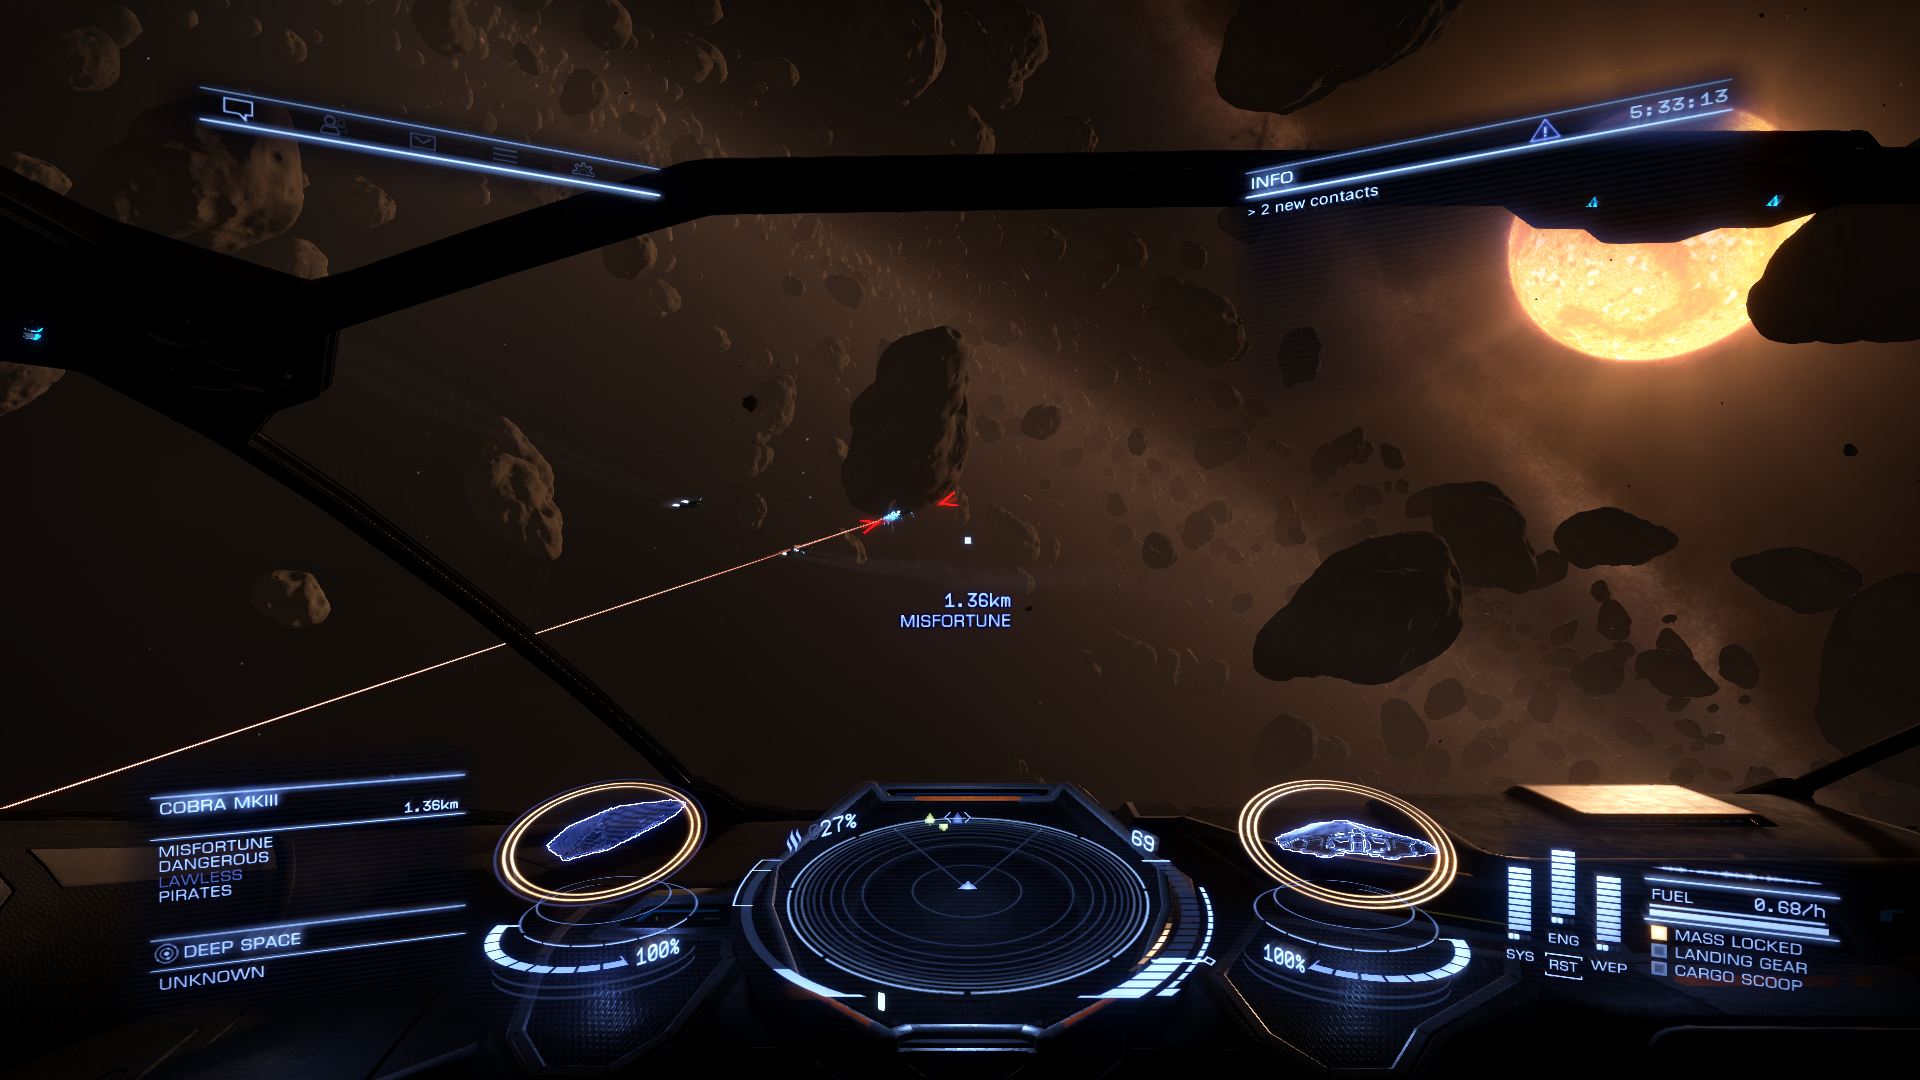 5:33:13
INFO
> 2 new contacts
1.36km
MISFORTUNE
COBRA MKIII
1.36km
MISFORTUNE
DANGEROUS
LAWLESS
PIRATES
DEEP SPACE
UNKNOWN
100%
27%
69
100%
SYS
ENG
RST
WEP
FUEL
0.68/h
MASS LOCKED
LANDING GEAR
CARGO SCOOP